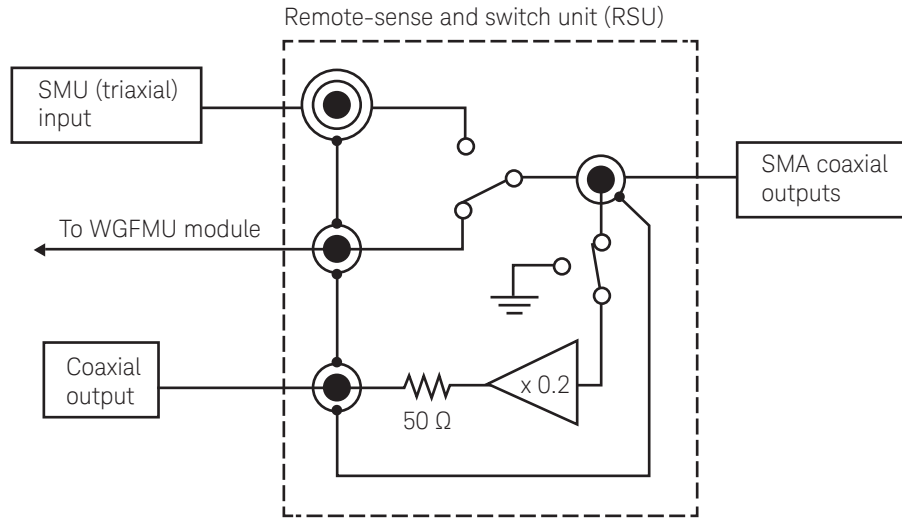 Remote-sense and switch unit (RSU)
SMU (triaxial)
input
SMA coaxial
outputs
To WGFMU module
Coaxial
output
x 0.2
50 Ω